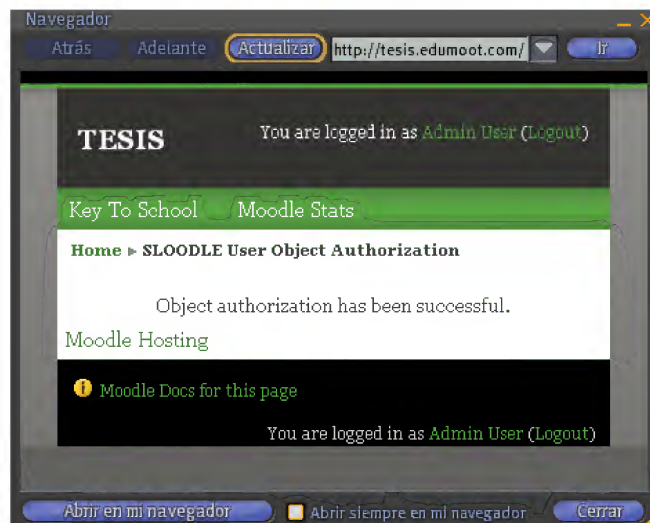 Navegador
Atrás Adelante Actualizar http://tesis.edumoot.com/ Ir
TESIS You are logged in as Admin User (Logout)
Key To School Moodle Stats
Home ► SLOODLE User Object Authorization
Object authorization has been successful.
Moodle Hosting
Moodle Docs for this page
You are logged in as Admin User (Logout)
Abrir en mi navegador Abrir siempre en mi navegador Cerrar